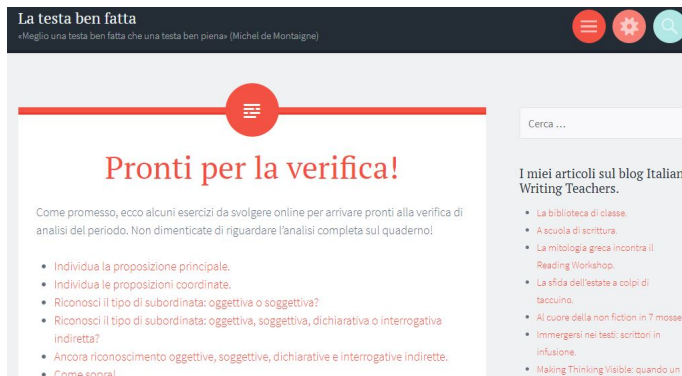 La testa ben fatta
«Meglio una testa ben fatta che una testa ben piena» (Michel de Montaigne)
Pronti per la verifica!
Come promesso, ecco alcuni esercizi da svolgere online per arrivare pronti alla verifica di
analisi del periodo. Non dimenticate di riguardare l'analisi completa sul quaderno!
Individua la proposizione principale.
Individua le proposizioni coordinate.
Riconosci il tipo di subordinata: oggettiva o soggettiva?
Riconosci il tipo di subordinata: oggettiva, soggettiva, dichiarativa o interrogativa
indiretta?
Ancora riconoscimento oggettive, soggettive, dichiarative e interrogative indirette.
Come sopra!
Cerca …
I miei articoli sul blog Italian
Writing Teachers.
La biblioteca di classe.
A scuola di scrittura.
La mitologia greca incontra il
Reading Workshop.
La sfida dell'estate a colpi di
taccuino.
Al cuore della non fiction in 7 mosse
Immergersi nei testi: scrittori in
infusione.
Making Thinking Visible: quando un